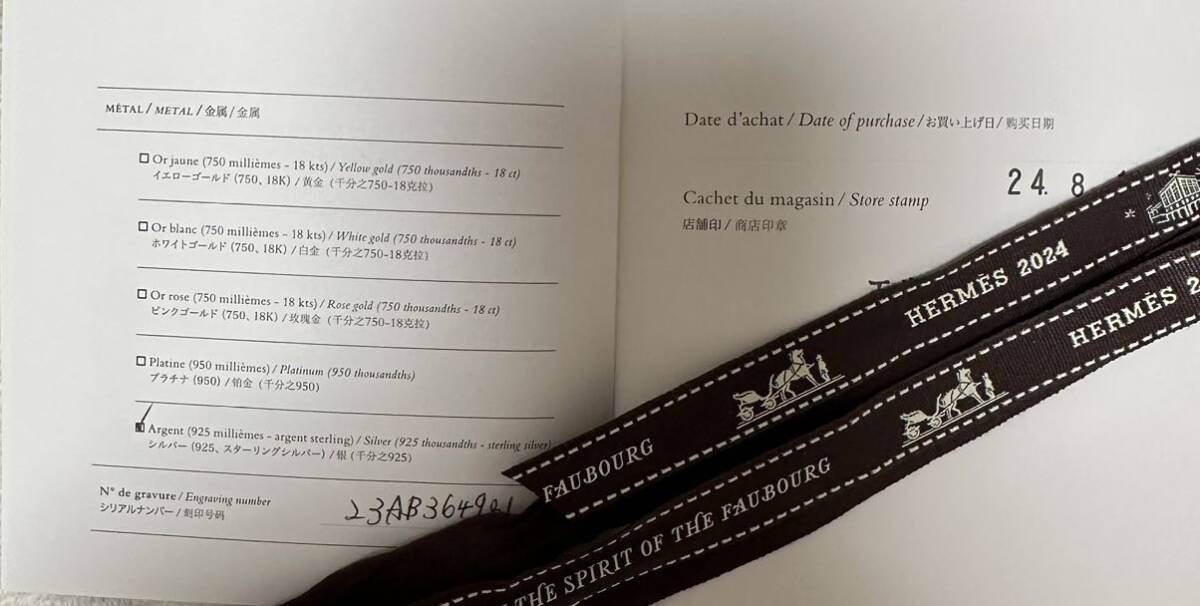 MÉTAL / METAL / 金属 / 金属
Or jaune (750 millièmes - 18 kts) / Yellow gold (750 thousandths - 18 ct)
イエローゴールド (750、18K) / 黄金 (千分之750-18克拉)
Or blanc (750 millièmes - 18 kts) / White gold (750 thousandths - 18 ct)
ホワイトゴールド (750、18K) / 白金 (千分之750-18克拉)
Or rose (750 millièmes - 18 kts) / Rose gold (750 thousandths - 18 ct)
ピンクゴールド (750、18K) / 玫瑰金 (千分之750-18克拉)
Platine (950 millièmes) / Platinum (950 thousandths)
プラチナ (950) / 铂金 (千分之950)
Argent (925 millièmes - argent sterling) / Silver (925 thousandths - sterling silver)
シルバー (925、スターリングシルバー) / 银 (千分之925)
N° de gravure / Engraving number
シリアルナンバー / 刻印号码
Date d'achat / Date of purchase / お買い上げ日 / 购买日期
24. 8
Cachet du magasin / Store stamp
店舗印 / 商店印章
FAUBOURG HERMÈS 2024 *
THE SPIRIT OF THE FAUBOURG HERMÈS 2